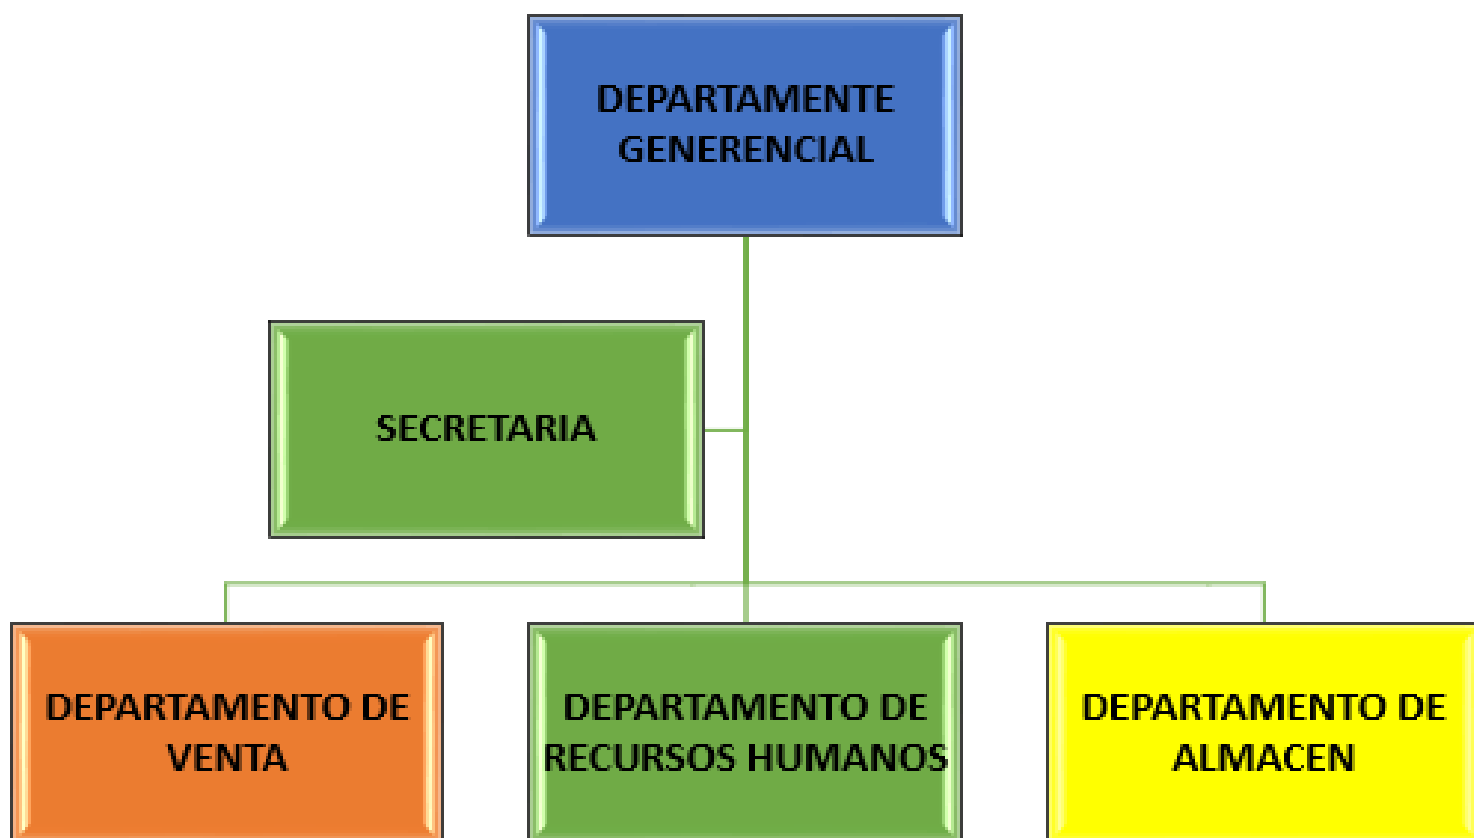 DEPARTAMENTE
GENERENCIAL
SECRETARIA
DEPARTAMENTO DE
VENTA
DEPARTAMENTO DE
RECURSOS HUMANOS
DEPARTAMENTO DE
ALMACEN